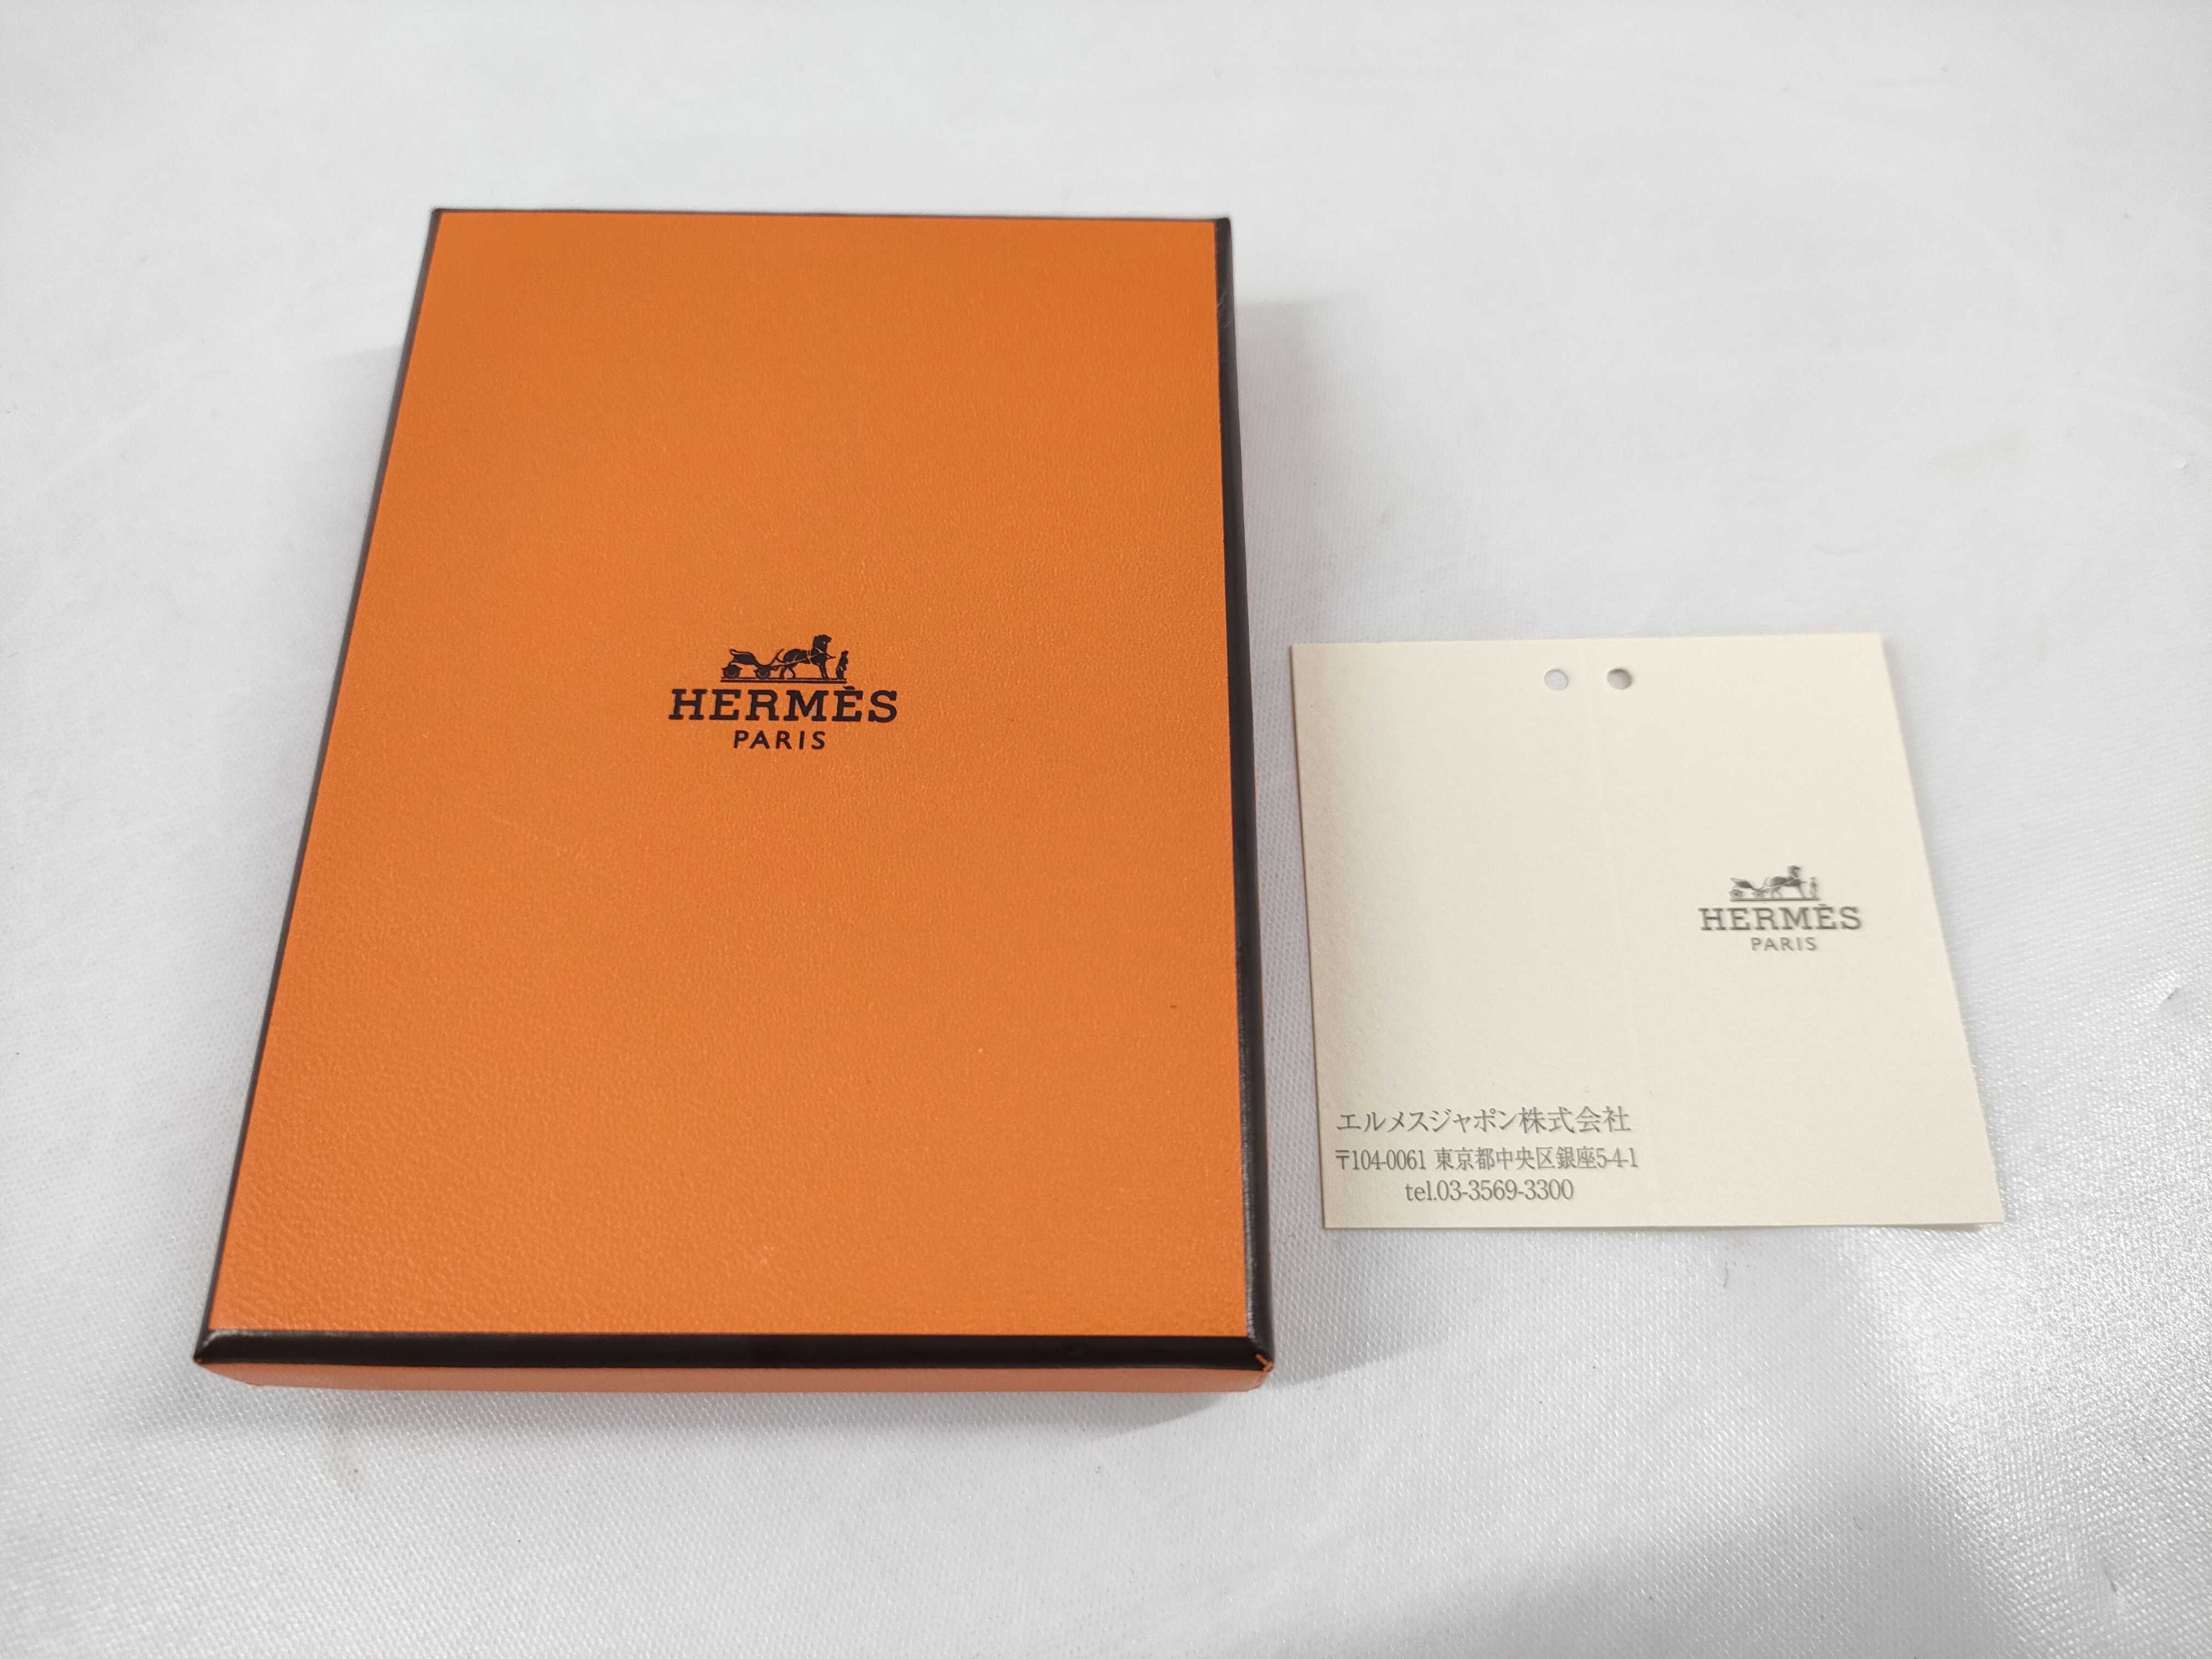 HERMÈS
PARIS
HERMÈS
PARIS
エルメスジャポン株式会社
〒104-0061 東京都中央区銀座5-4-1
tel.03-3569-3300